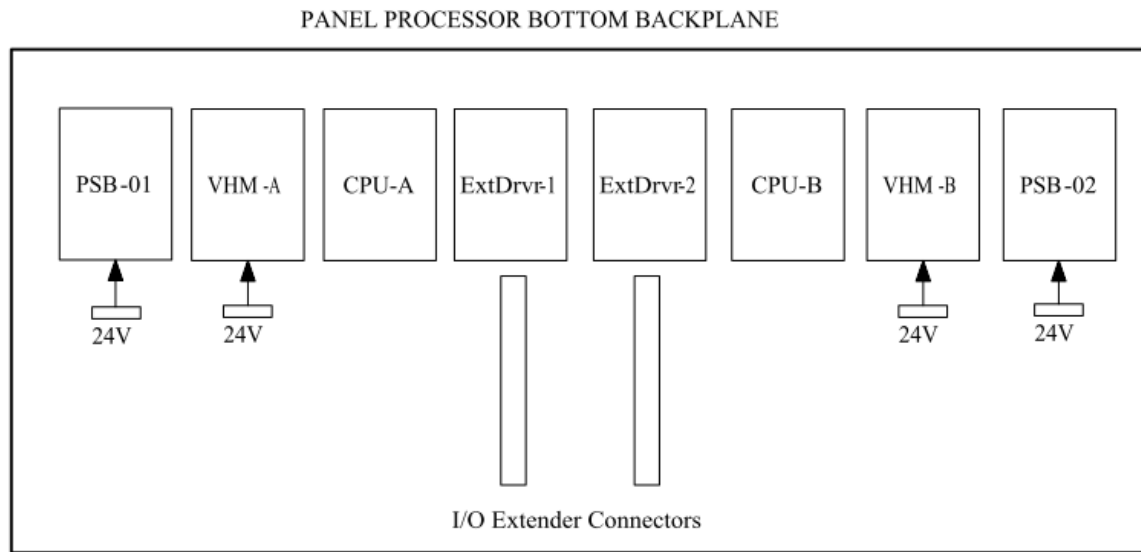 PANEL PROCESSOR BOTTOM BACKPLANE
PSB-01 VHM-A CPU-A ExtDrvr-1 ExtDrvr-2 CPU-B VHM-B PSB-02
24V 24V 24V 24V
I/O Extender Connectors